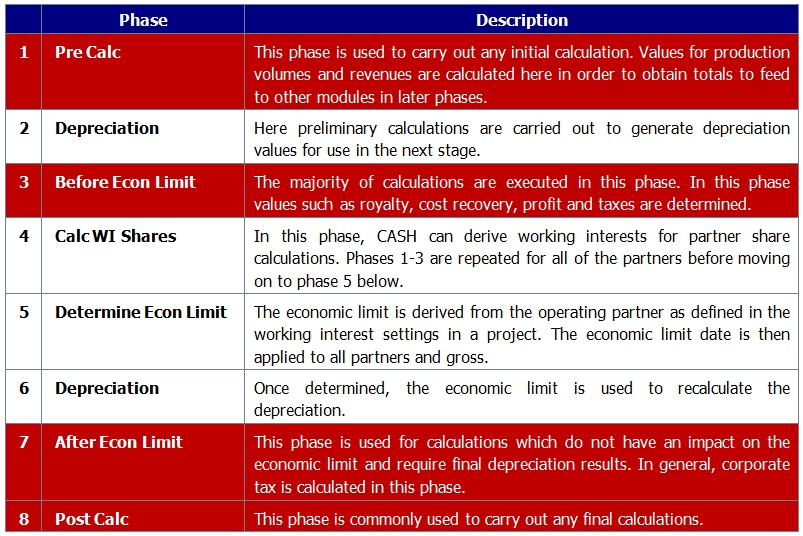 Phase Description
1 Pre Calc This phase is used to carry out any initial calculation. Values for production
volumes and revenues are calculated here in order to obtain totals to feed
to other modules in later phases.
2 Depreciation Here preliminary calculations are carried out to generate depreciation
values for use in the next stage.
3 Before Econ Limit The majority of calculations are executed in this phase. In this phase
values such as royalty, cost recovery, profit and taxes are determined.
4 Calc WI Shares In this phase, CASH can derive working interests for partner share
calculations. Phases 1-3 are repeated for all of the partners before moving
on to phase 5 below.
5 Determine Econ Limit The economic limit is derived from the operating partner as defined in the
working interest settings in a project. The economic limit date is then
applied to all partners and gross.
6 Depreciation Once determined, the economic limit is used to recalculate the
depreciation.
7 After Econ Limit This phase is used for calculations which do not have an impact on the
economic limit and require final depreciation results. In general, corporate
tax is calculated in this phase.
8 Post Calc This phase is commonly used to carry out any final calculations.